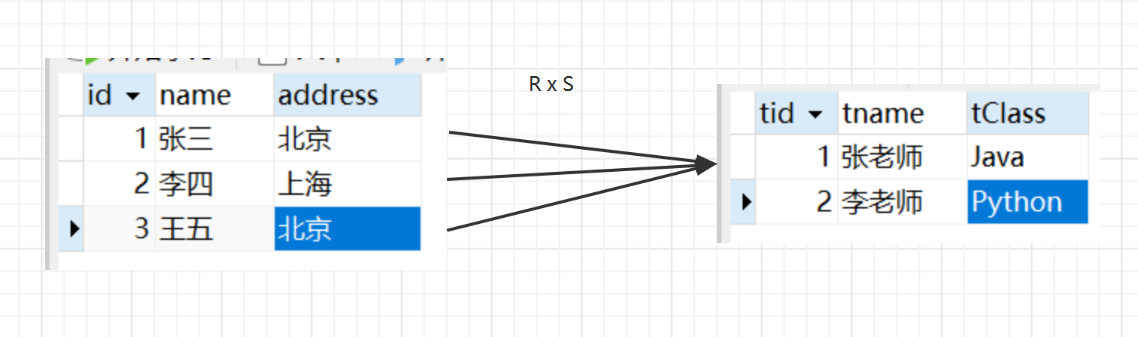 R x S
id name address
1 张三 北京
2 李四 上海
3 王五 北京
tid tname tClass
1 张老师 Java
2 李老师 Python